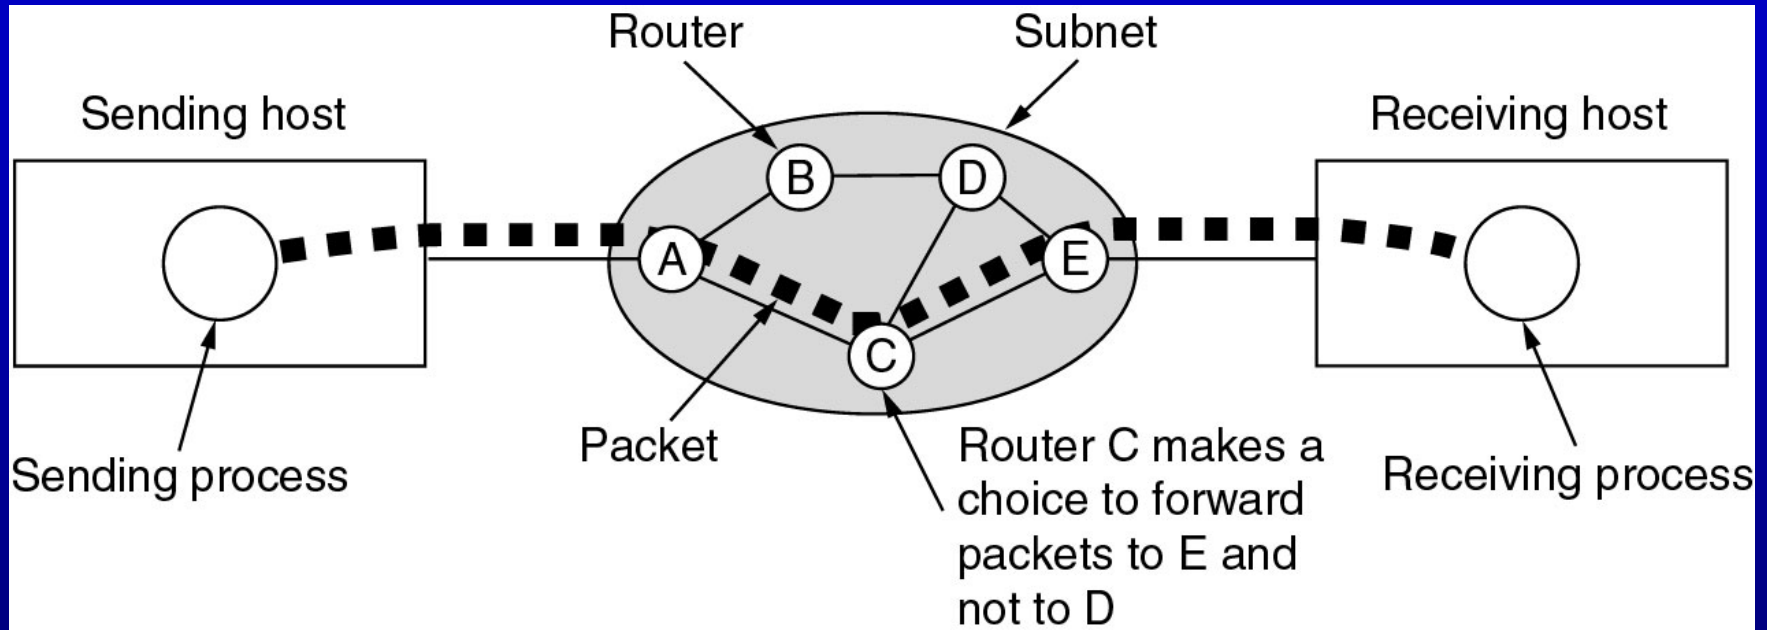 Router
Subnet
Sending host
Receiving host
B
D
A
E
C
Packet
Router C makes a
choice to forward
packets to E and
not to D
Sending process
Receiving process